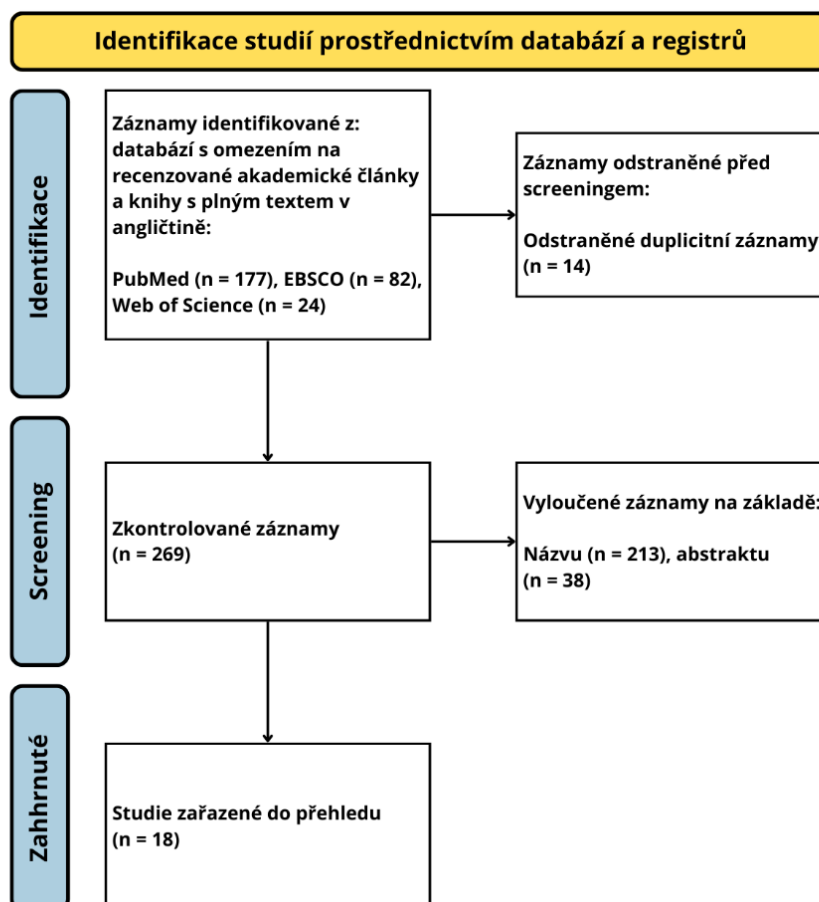 Identifikace studií prostřednictvím databází a registrů
Identifikace
Záznamy identifikované z:
databází s omezením na
recenzované akademické články
a knihy s plným textem v
angličtině:
PubMed (n = 177), EBSCO (n = 82),
Web of Science (n = 24)
Záznamy odstraněné před
screeningem:
Odstraněné duplicitní záznamy
(n = 14)
Screening
Zkontrolované záznamy
(n = 269)
Vyloučené záznamy na základě:
Názvu (n = 213), abstraktu
(n = 38)
Zahhrnuté
Studie zařazené do přehledu
(n = 18)